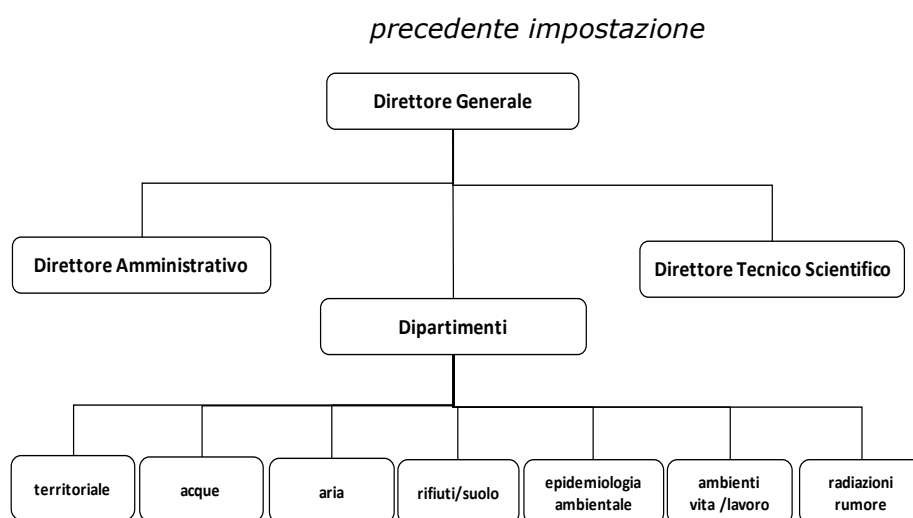 precedente impostazione
Direttore Generale
Direttore Amministrativo
Direttore Tecnico Scientifico
Dipartimenti
territoriale
acque
aria
rifiuti/suolo
epidemiologia
ambientale
ambienti
vita /lavoro
radiazioni
rumore